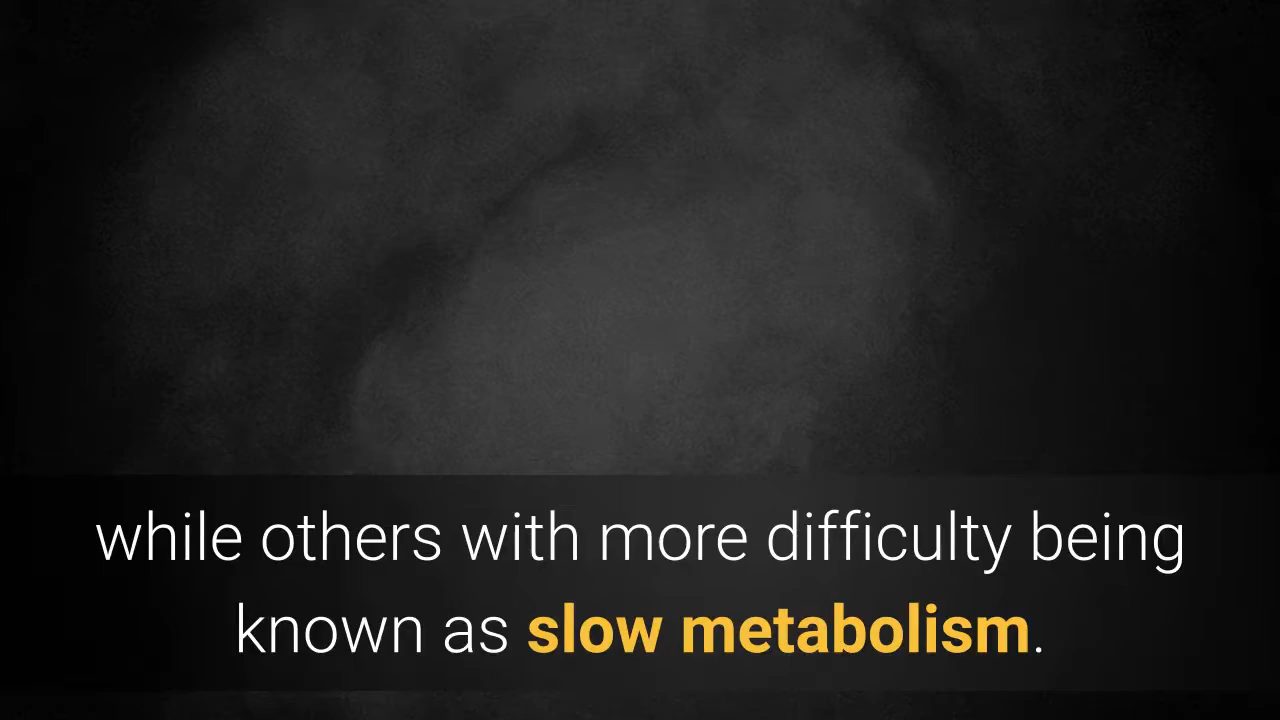 while others with more difficulty being
known as slow metabolism.